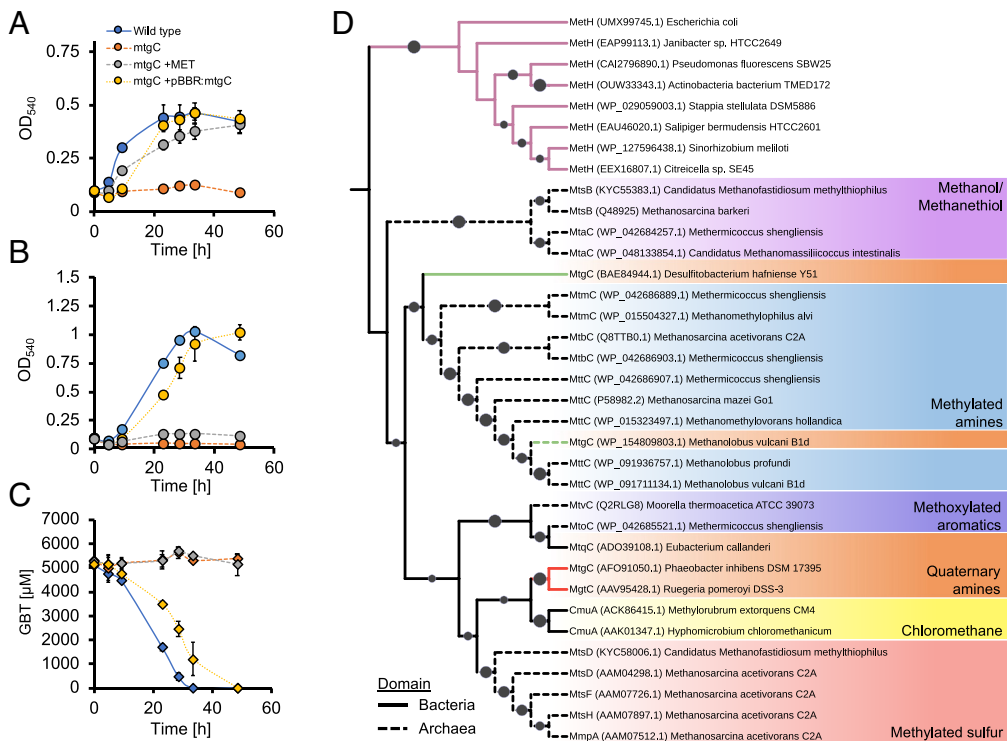 A
Wild type
mtgC
mtgC +MET
mtgC +pBBR:mtgC
0.75
0.5
0.25
0
OD540
0 20 40 60
Time [h]
B
1.5
1.25
1
0.75
0.5
0.25
0
OD540
0 20 40 60
Time [h]
C
7000
6000
5000
4000
3000
2000
1000
0
GBT [µM]
0 20 40 60
Time [h]
D
MetH (UMX99745.1) Escherichia coli
MetH (EAP99113.1) Janibacter sp. HTCC2649
MetH (CAI2796890.1) Pseudomonas fluorescens SBW25
MetH (OUW33343.1) Actinobacteria bacterium TMED172
MetH (WP_029059003.1) Stappia stellulata DSM5886
MetH (EAU46020.1) Salipiger bermudensis HTCC2601
MetH (WP_127596438.1) Sinorhizobium meliloti
MetH (EEX16807.1) Citreicella sp. SE45
MtsB (KYC55383.1) Candidatus Methanofastidiosum methylthiophilus
MtsB (Q48925) Methanosarcina barkeri
MtaC (WP_042684257.1) Methermicoccus shengliensis
MtaC (WP_048133854.1) Candidatus Methanomassiliicoccus intestinalis
Methanol/
Methanethiol
MtgC (BAE84944.1) Desulfitobacterium hafniense Y51
MtmC (WP_042686889.1) Methermicoccus shengliensis
MtmC (WP_015504327.1) Methanomethylophilus alvi
MtbC (Q8TTB0.1) Methanosarcina acetivorans C2A
MtbC (WP_042686903.1) Methermicoccus shengliensis
MttC (WP_042686907.1) Methermicoccus shengliensis
MttC (P58982.2) Methanosarcina mazei Go1
MttC (WP_015323497.1) Methanomethylovorans hollandica
Methylated
amines
MtgC (WP_154809803.1) Methanolobus vulcani B1d
MttC (WP_091936757.1) Methanolobus profundi
MttC (WP_091711134.1) Methanolobus vulcani B1d
MtvC (Q2RLG8) Moorella thermoacetica ATCC 39073
MtoC (WP_042685521.1) Methermicoccus shengliensis
Methoxylated
aromatics
MtqC (ADO39108.1) Eubacterium callanderi
MtgC (AFO91050.1) Phaeobacter inhibens DSM 17395
MgtC (AAV95428.1) Ruegeria pomeroyi DSS-3
Quaternary
amines
CmuA (ACK86415.1) Methylorubrum extorquens CM4
CmuA (AAK01347.1) Hyphomicrobium chloromethanicum
Chloromethane
MtsD (KYC58006.1) Candidatus Methanofastidiosum methylthiophilus
MtsD (AAM04298.1) Methanosarcina acetivorans C2A
MtsF (AAM07726.1) Methanosarcina acetivorans C2A
MtsH (AAM07897.1) Methanosarcina acetivorans C2A
MmpA (AAM07512.1) Methanosarcina acetivorans C2A
Methylated sulfur
Domain
Bacteria
Archaea